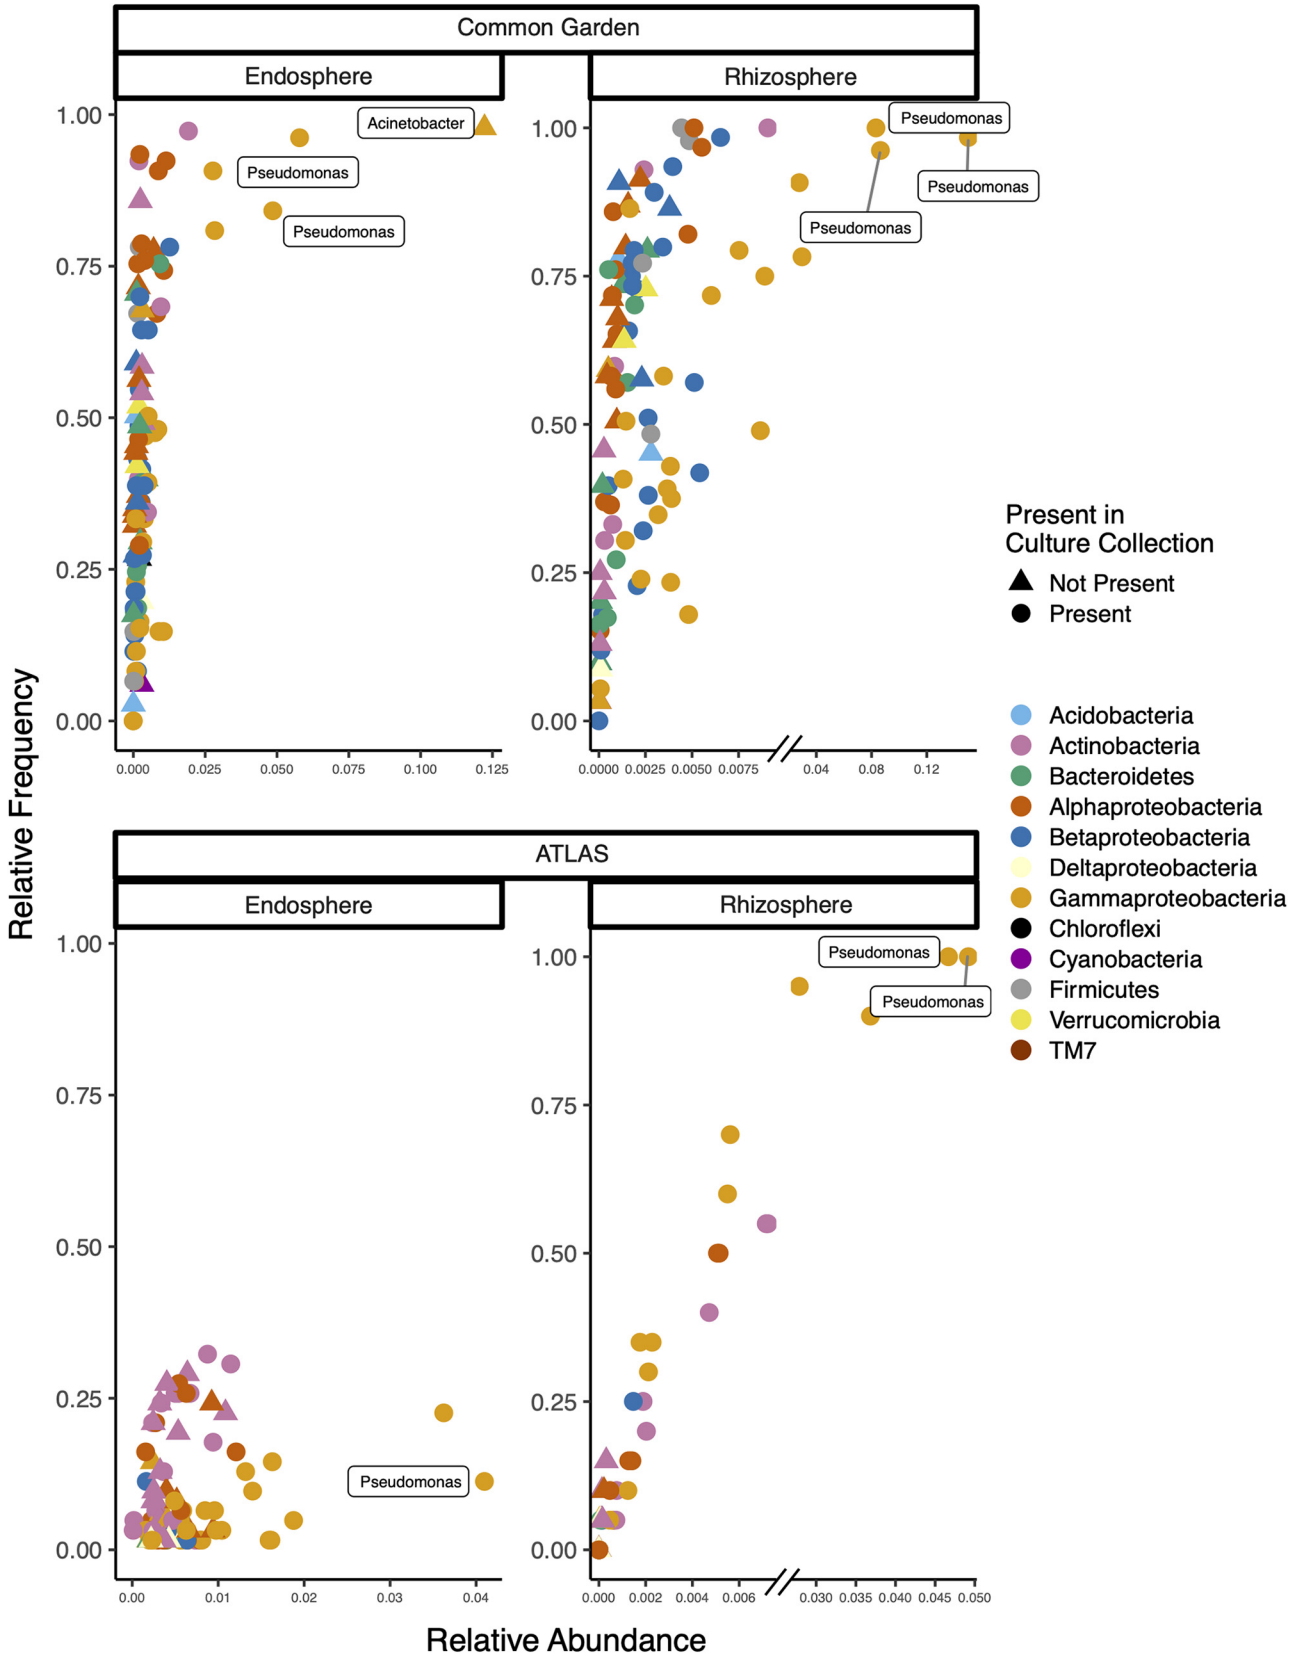 Common Garden
Endosphere
Rhizosphere
1.00
0.75
0.50
0.25
0.00
Acinetobacter
Pseudomonas
Pseudomonas
0.000 0.025 0.050 0.075 0.100 0.125
1.00
0.75
0.50
0.25
0.00
Pseudomonas
Pseudomonas
Pseudomonas
0.0000 0.0025 0.0050 0.0075 0.04 0.08 0.12
Relative Frequency
ATLAS
Endosphere
Rhizosphere
1.00
0.75
0.50
0.25
0.00
Pseudomonas
0.00 0.01 0.02 0.03 0.04
1.00
0.75
0.50
0.25
0.00
Pseudomonas
Pseudomonas
0.000 0.002 0.004 0.006 0.030 0.035 0.040 0.045 0.050
Relative Abundance
Present in
Culture Collection
Not Present
Present
Acidobacteria
Actinobacteria
Bacteroidetes
Alphaproteobacteria
Betaproteobacteria
Deltaproteobacteria
Gammaproteobacteria
Chloroflexi
Cyanobacteria
Firmicutes
Verrucomicrobia
TM7